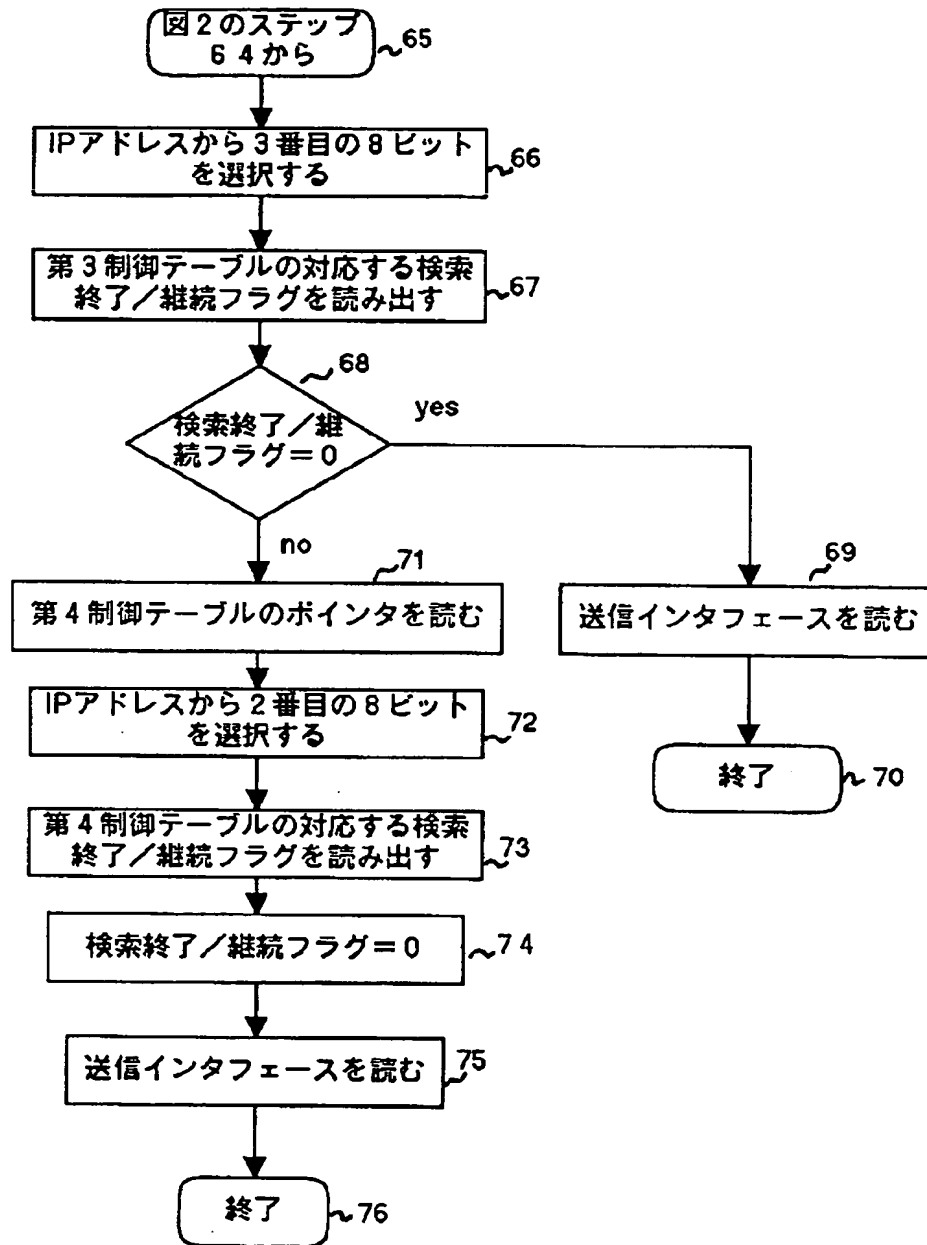 図2のステップ
64から
~65
IPアドレスから3番目の8ビット
を選択する
~66
第3制御テーブルの対応する検索
終了／継続フラグを読み出す
~67
68
検索終了／継
続フラグ＝0
yes
no
71
69
第4制御テーブルのポインタを読む
送信インタフェースを読む
IPアドレスから2番目の8ビット
を選択する
~72
終了
~70
第4制御テーブルの対応する検索
終了／継続フラグを読み出す
~73
検索終了／継続フラグ＝0
~74
送信インタフェースを読む
75
終了
~76